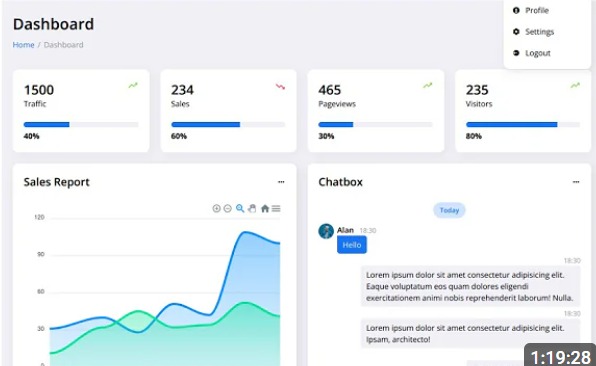 Profile
Settings
Logout
Dashboard
Home / Dashboard
1500
Traffic
40%
234
Sales
60%
465
Pageviews
30%
235
Visitors
80%
Sales Report
120
90
60
30
0
Chatbox
Today
Alan 18:30
Hello
18:30
Lorem ipsum dolor sit amet consectetur adipisicing elit.
Eaque voluptatum eos quam dolores eligendi
exercitationem animi nobis reprehenderit laborum! Nulla.
18:30
Lorem ipsum dolor sit amet consectetur adipisicing elit.
Ipsam, architecto!
1:19:28